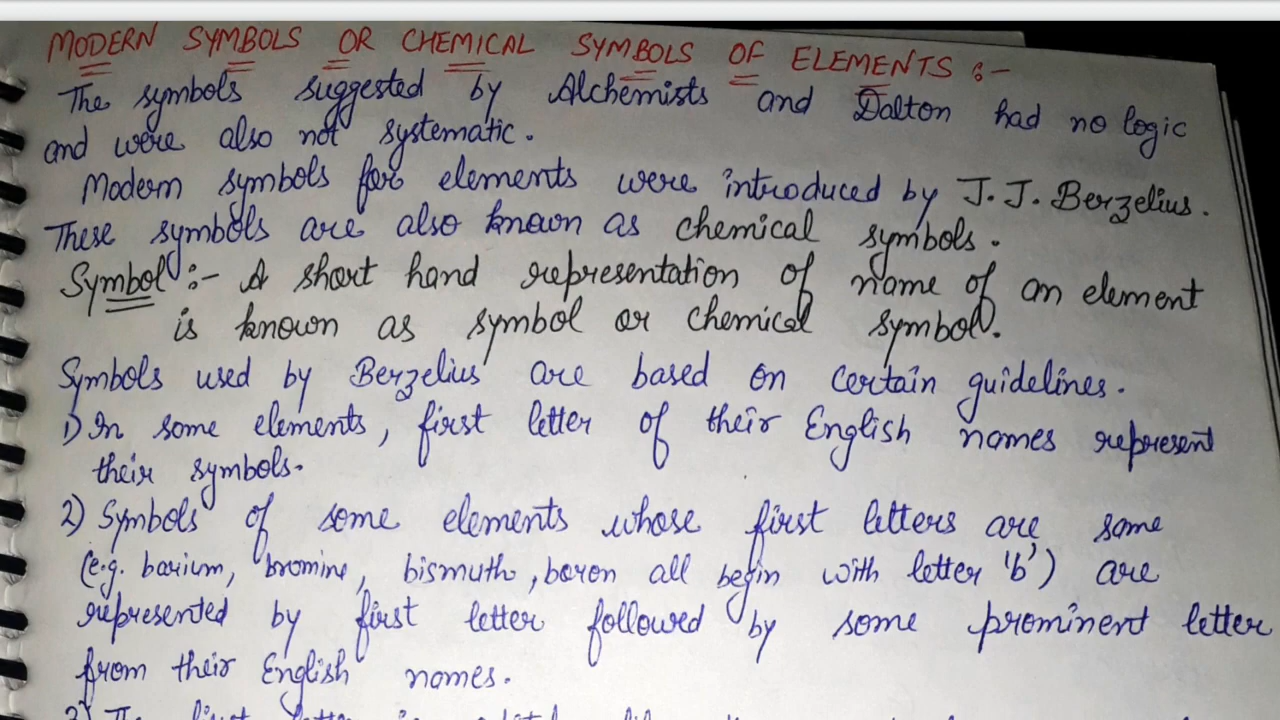 MODERN SYMBOLS OR CHEMICAL SYMBOLS OF ELEMENTS :-
The symbols suggested by Alchemists and Dalton had no logic
and were also not systematic.
Modern symbols for elements were introduced by J. J. Berzelius.
These symbols are also known as chemical symbols.
Symbol :- A short hand representation of name of an element
is known as symbol or chemical symbol.
Symbols used by Berzelius are based on certain guidelines.
1) In some elements, first letter of their English names represent
their symbols.
2) Symbols of some elements whose first letters are same
(e.g. barium, bromine, bismuth, boron all begin with letter 'b') are
represented by first letter followed by some prominent letter
from their English names.
3) The first letter is